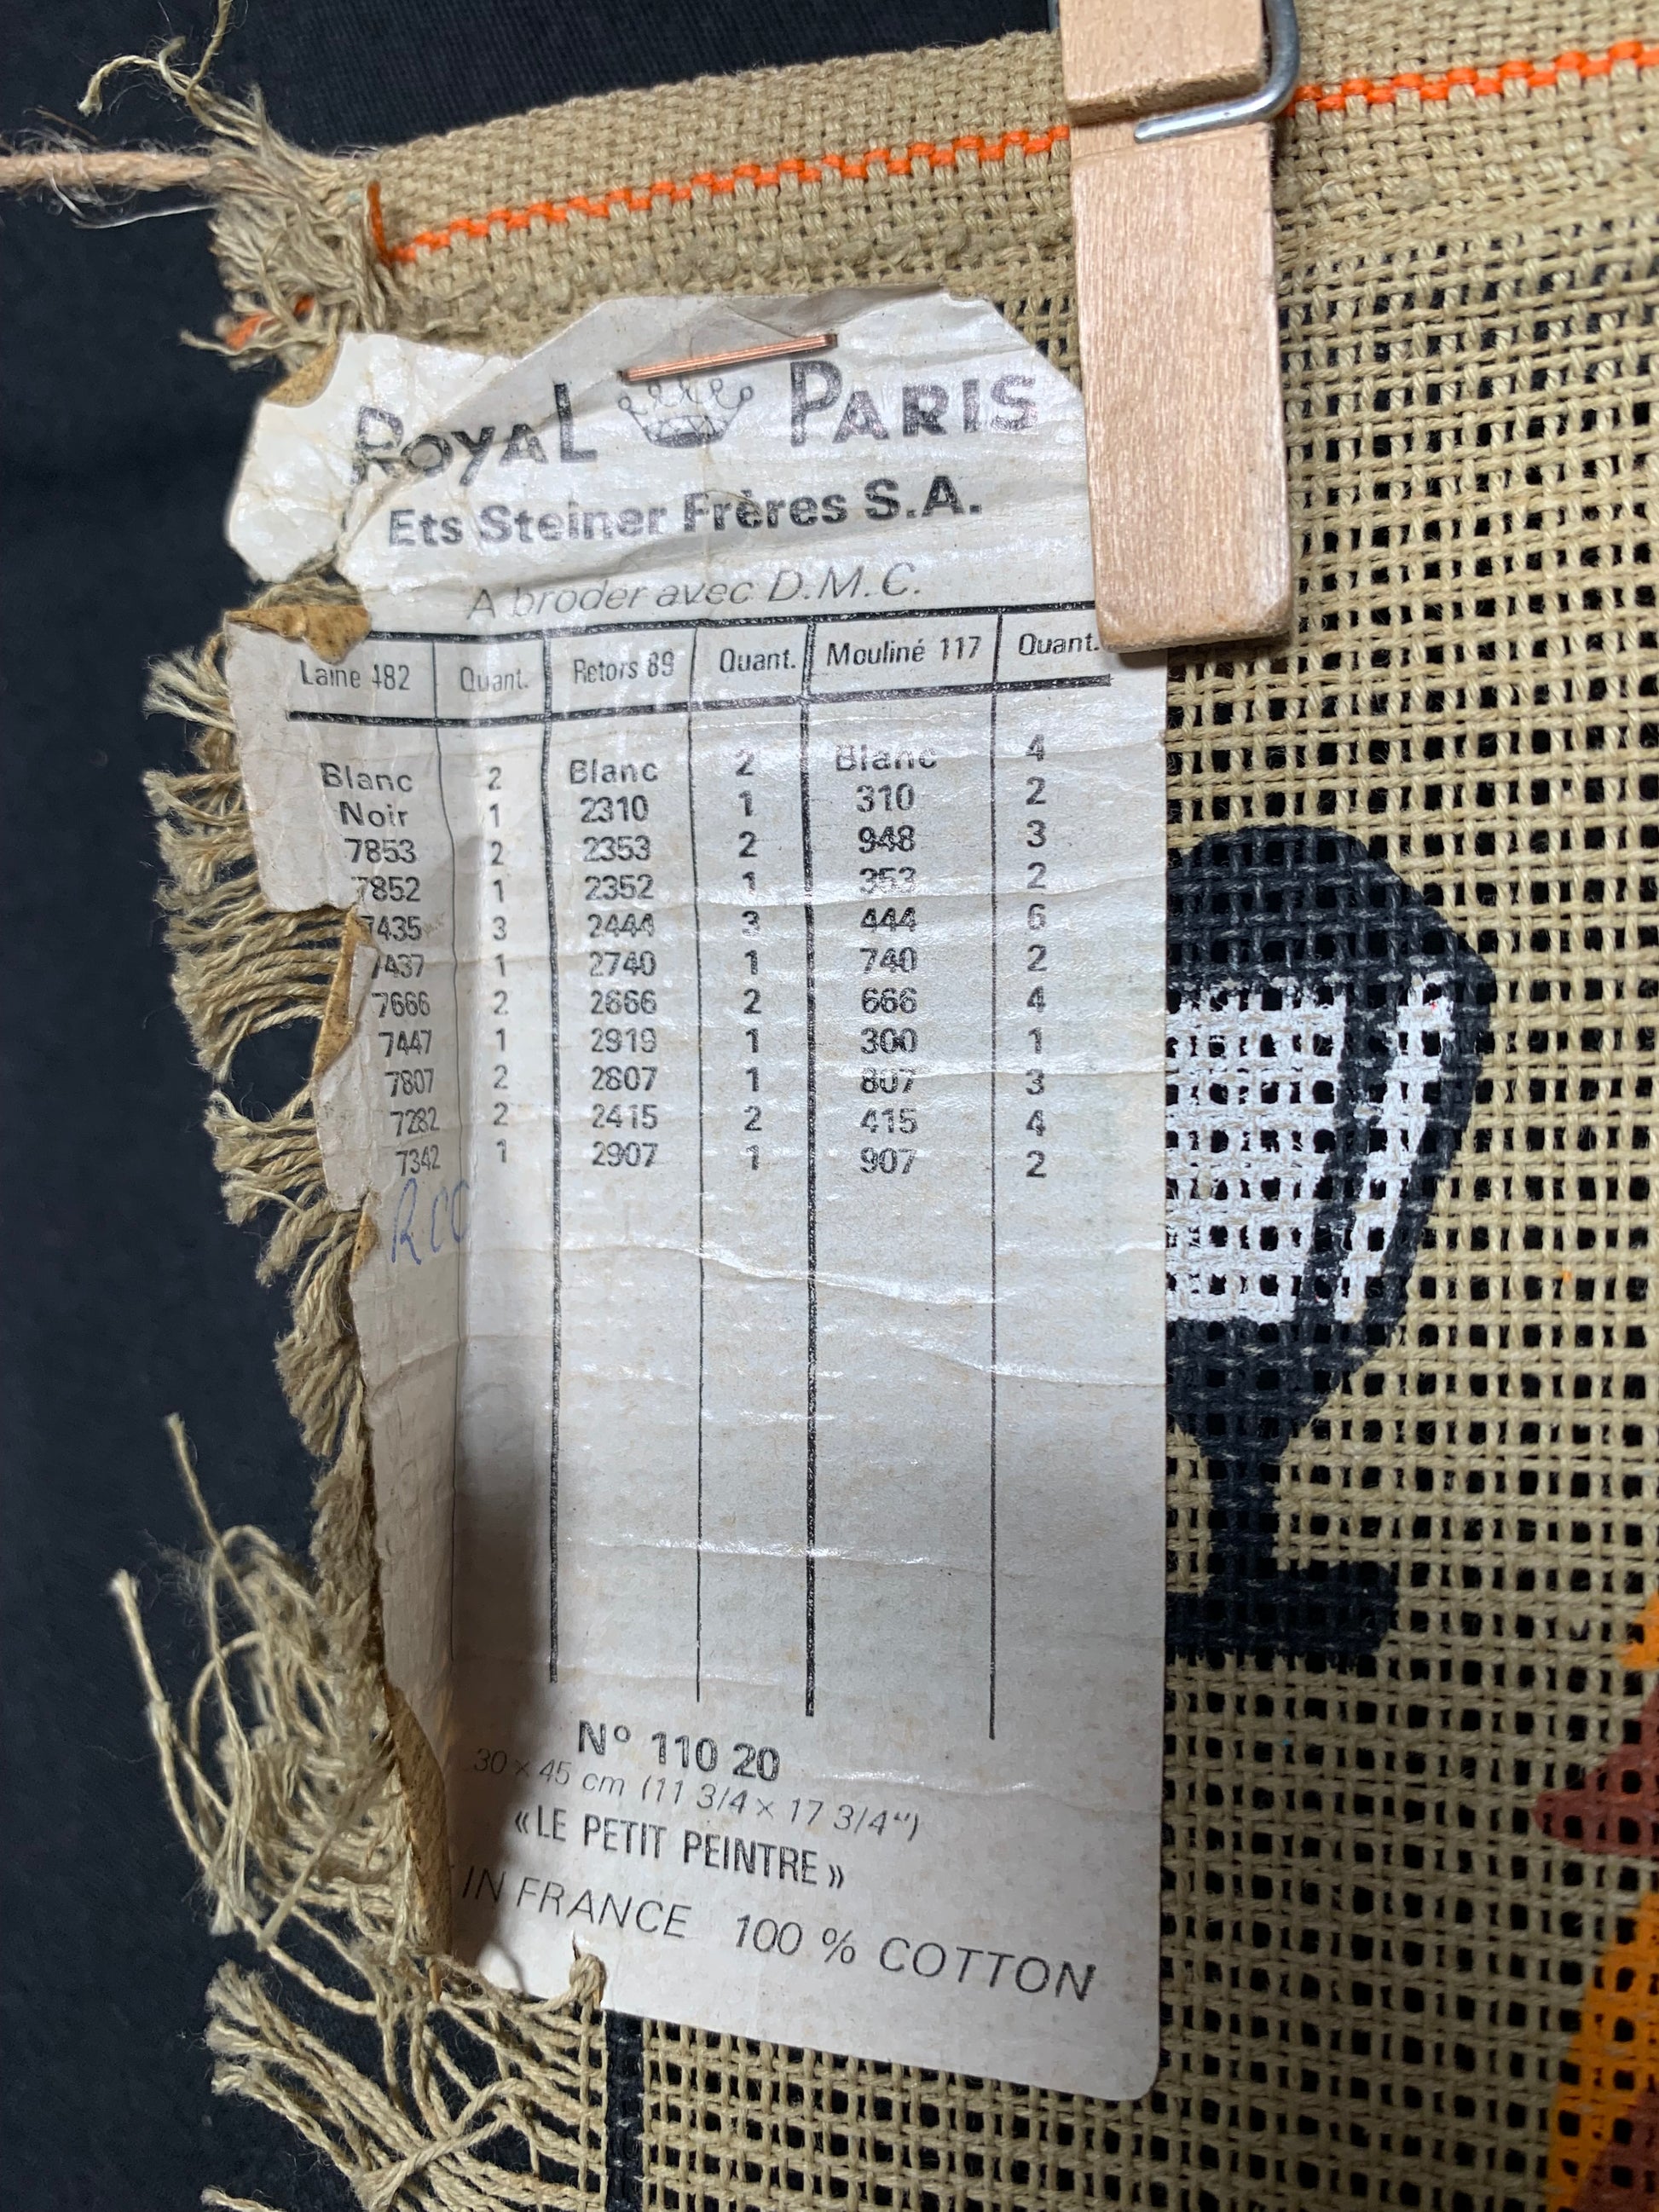 ROYAL PARIS
Ets Steiner Frères S.A.
A broder avec D.M.C.
Laine 482 Quant. Retors 89 Quant. Mouliné 117 Quant.
Blanc 2 Blanc 2 Blanc 4
Noir 1 2310 1 310 2
7853 2 2353 2 948 3
7852 1 2352 1 353 2
7435 3 2444 3 444 6
7437 1 2740 1 740 2
7666 2 2666 2 666 4
7447 1 2919 1 300 1
7807 2 2807 1 807 3
7282 2 2415 2 415 4
7342 1 2907 1 907 2
Nº 110 20
30 × 45 cm (11 3/4 × 17 3/4“)
«LE PETIT PEINTRE»
IN FRANCE 100 % COTTON